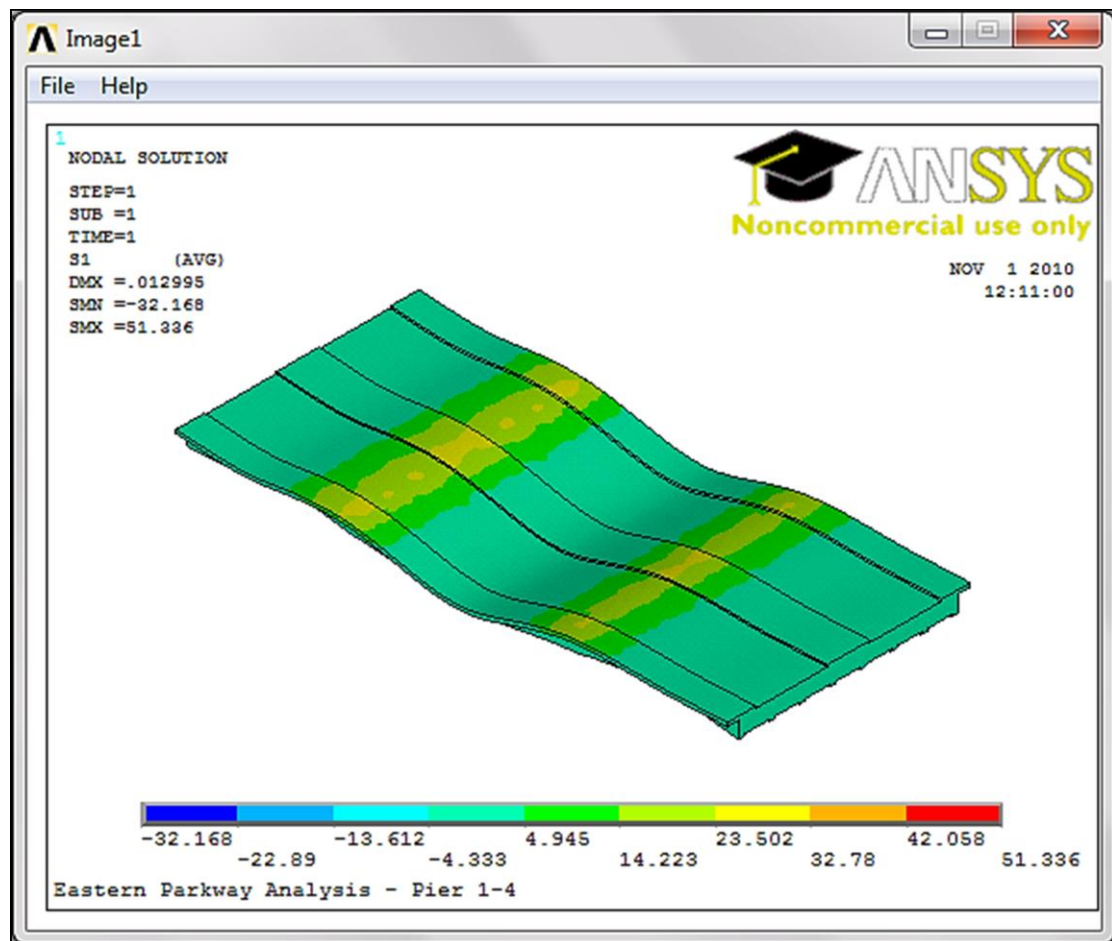 Image1
File Help
1
NODAL SOLUTION
STEP=1
SUB =1
TIME=1
S1 (AVG)
DMX =.012995
SMN =-32.168
SMX =51.336
ANSYS
Noncommercial use only
NOV 1 2010
12:11:00
-32.168 -13.612 4.945 23.502 42.058
-22.89 -4.333 14.223 32.78 51.336
Eastern Parkway Analysis - Pier 1-4